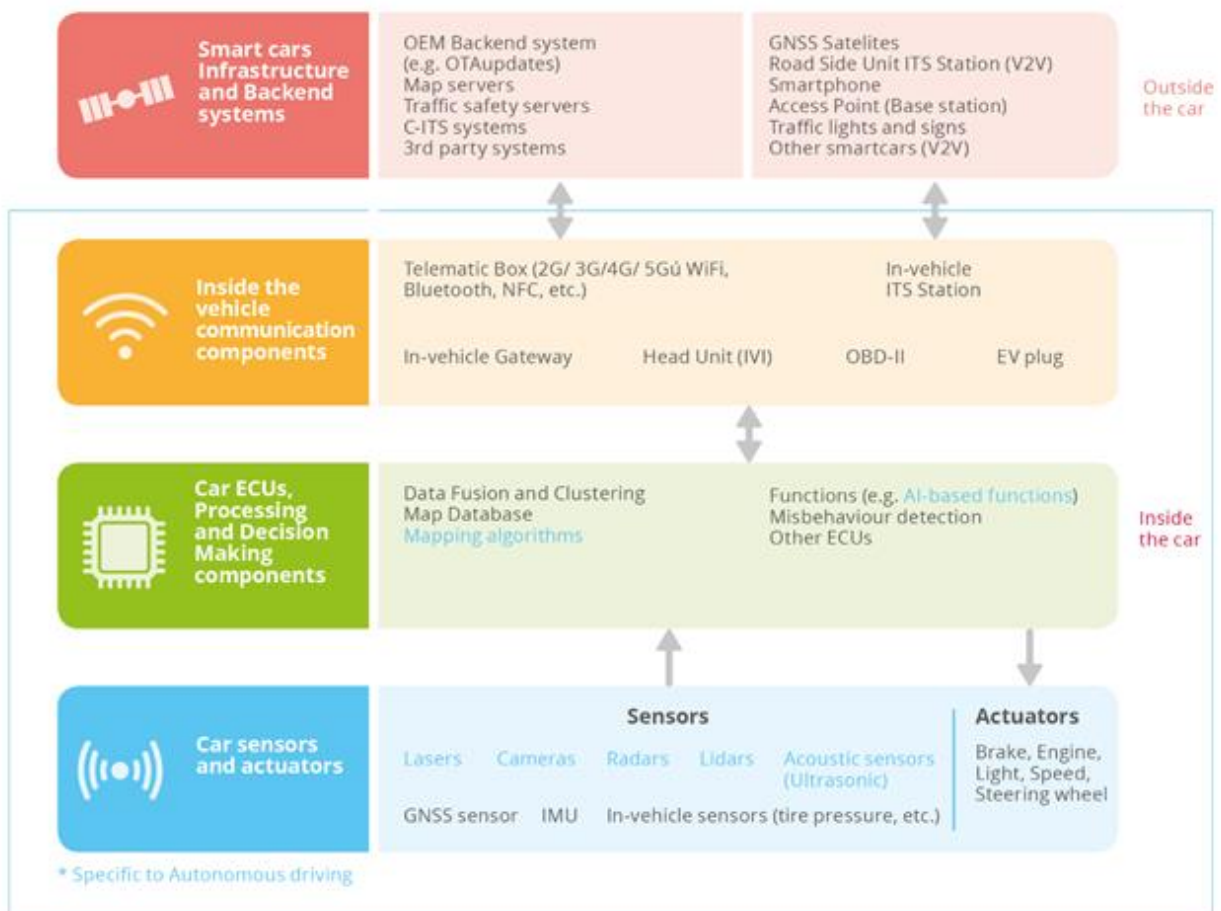 Smart cars
Infrastructure
and Backend
systems
OEM Backend system
(e.g. OTAupdates)
Map servers
Traffic safety servers
C-ITS systems
3rd party systems
GNSS Satelites
Road Side Unit ITS Station (V2V)
Smartphone
Access Point (Base station)
Traffic lights and signs
Other smartcars (V2V)
Outside
the car
Inside the
vehicle
communication
components
Telematic Box (2G/ 3G/4G/ 5Gú WiFi,
Bluetooth, NFC, etc.)
In-vehicle
ITS Station
In-vehicle Gateway
Head Unit (IVI)
OBD-II
EV plug
Car ECUs,
Processing
and Decision
Making
components
Data Fusion and Clustering
Map Database
Mapping algorithms
Functions (e.g. AI-based functions)
Misbehaviour detection
Other ECUs
Inside
the car
Car sensors
and actuators
Sensors
Lasers
Cameras
Radars
Lidars
Acoustic sensors
(Ultrasonic)
GNSS sensor
IMU
In-vehicle sensors (tire pressure, etc.)
Actuators
Brake, Engine,
Light, Speed,
Steering wheel
* Specific to Autonomous driving